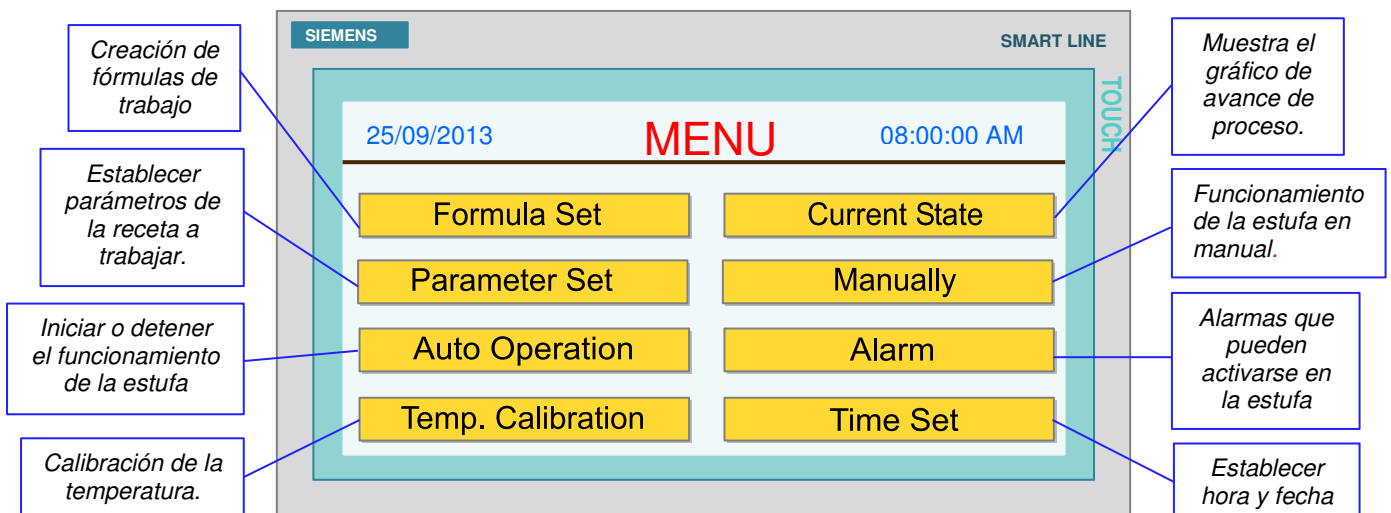 SIEMENS
SMART LINE
TOUCH
25/09/2013
MENU
08:00:00 AM
Formula Set
Current State
Parameter Set
Manually
Auto Operation
Alarm
Temp. Calibration
Time Set
Creación de
fórmulas de
trabajo
Establecer
parámetros de
la receta a
trabajar.
Iniciar o detener
el funcionamiento
de la estufa
Calibración de la
temperatura.
Muestra el
gráfico de
avance de
proceso.
Funcionamiento
de la estufa en
manual.
Alarmas que
pueden
activarse en
la estufa
Establecer
hora y fecha